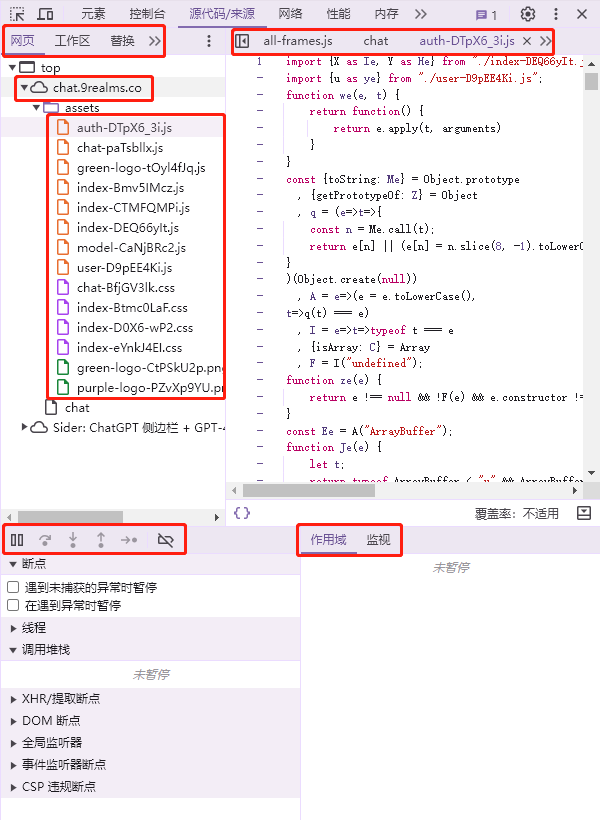 元素 控制台 源代码/来源 网络 性能 内存 1
网页 工作区 替换
all-frames.js chat auth-DTpX6_3i.js
top
chat.9realms.co
assets
auth-DTpX6_3i.js
chat-paTsbllx.js
green-logo-tOyl4fJq.js
index-Bmv5IMcz.js
index-CTMFQMPi.js
index-DEQ66yIt.js
model-CaNjBRc2.js
user-D9pEE4Ki.js
chat-BfjGV3lk.css
index-Btmc0LaF.css
index-D0X6-wP2.css
index-eYnkJ4EI.css
green-logo-CtPSkU2p.png
purple-logo-PZvXp9YU.pr
chat
Sider: ChatGPT 侧边栏 + GPT-4
1 import {X as Ie, Y as He} from "./index-DEQ66yIt.j
- import {u as ye} from "./user-D9pEE4Ki.js";
- function we(e, t) {
- return function() {
- return e.apply(t, arguments)
- }
- }
- const {toString: Me} = Object.prototype
- , {getPrototypeOf: Z} = Object
- , q = (e=>t=>{
- const n = Me.call(t);
- return e[n] || (e[n] = n.slice(8, -1).toLowerC
- }
- )(Object.create(null))
- , A = e=>(e = e.toLowerCase(),
- t=>q(t) === e)
- , I = e=>t=>typeof t === e
- , {isArray: C} = Array
- , F = I("undefined");
- function ze(e) {
- return e !== null && !F(e) && e.constructor !=
- }
- const Ee = A("ArrayBuffer");
- function Je(e) {
- let t;
- return typeof ArrayBuffer < "u" && ArrayBuffer
{} 覆盖率: 不适用
断点
遇到未捕获的异常时暂停
在遇到异常时暂停
线程
调用堆栈
未暂停
XHR/提取断点
DOM 断点
全局监听器
事件监听器断点
CSP 违规断点
作用域 监视
未暂停